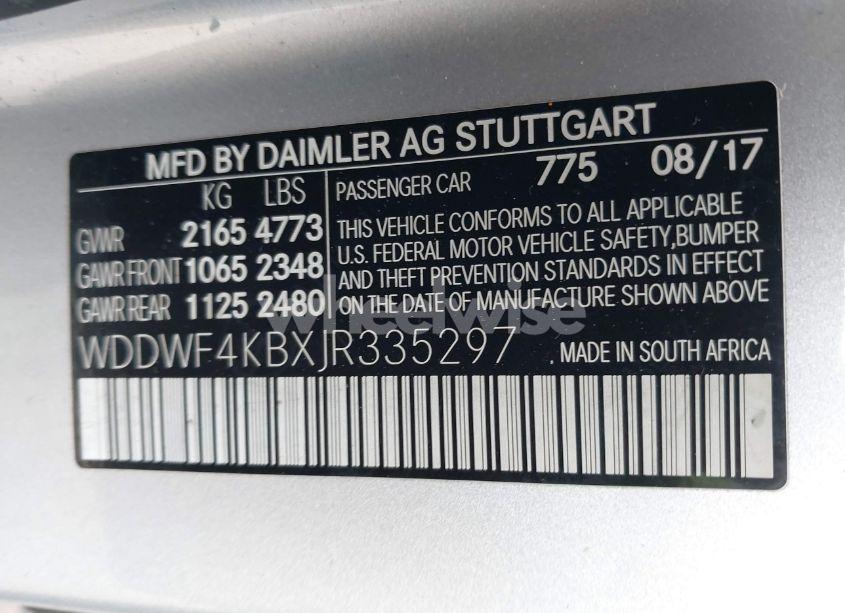 MFD BY DAIMLER AG STUTTGART
KG LBS
GVWR 2165 4773
GAWR FRONT 1065 2348
GAWR REAR 1125 2480
PASSENGER CAR 775 08/17
THIS VEHICLE CONFORMS TO ALL APPLICABLE
U.S. FEDERAL MOTOR VEHICLE SAFETY,BUMPER
AND THEFT PREVENTION STANDARDS IN EFFECT
ON THE DATE OF MANUFACTURE SHOWN ABOVE
wheelwise
WDDWF4KBXJR335297 . MADE IN SOUTH AFRICA